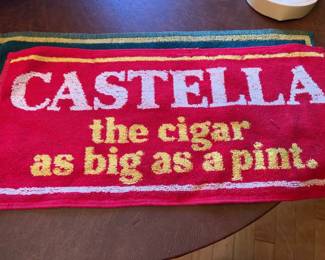 CASTELLA
the cigar
as big as a pint.